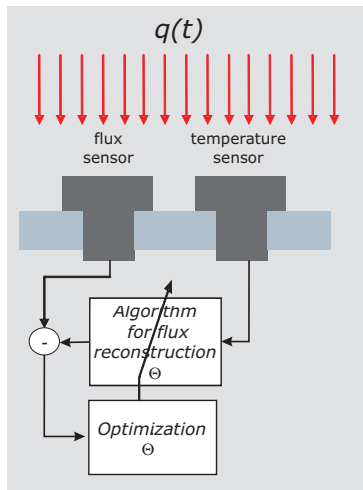 q(t)
flux
sensor
temperature
sensor
Algorithm
for flux
reconstruction
Θ
-
Optimization
Θ